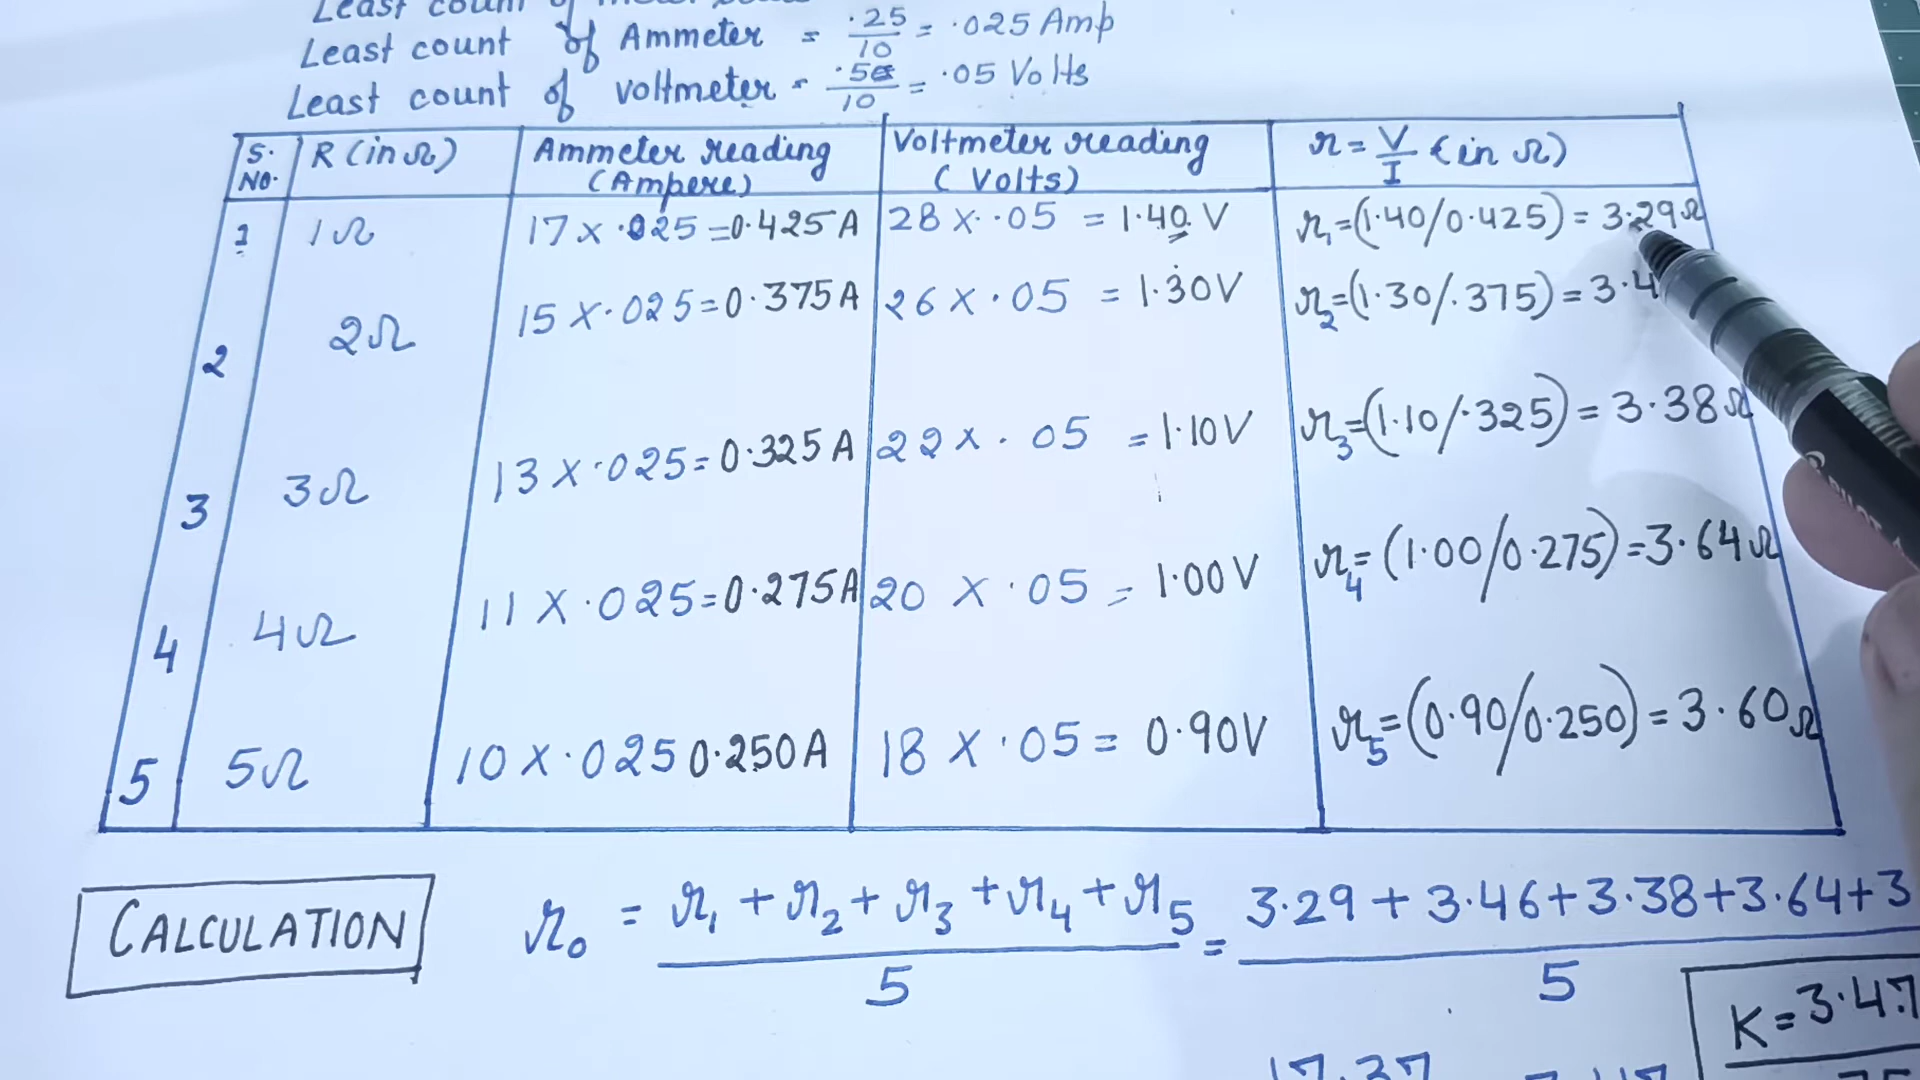 Least count of
Least count of Ammeter = .25/10 = .025 Amp
Least count of voltmeter = .50/10 = .05 Volts
S. No. R (in Ω) Ammeter reading (Ampere) Voltmeter reading (Volts) r = V/I (in Ω)
1 1Ω 17 × .025 = 0.425 A 28 × .05 = 1.40 V r₁ = (1.40/0.425) = 3.29Ω
2 2Ω 15 × .025 = 0.375 A 26 × .05 = 1.30V r₂ = (1.30/.375) = 3.4
3 3Ω 13 × .025 = 0.325 A 22 × .05 = 1.10V r₃ = (1.10/.325) = 3.38Ω
4 4Ω 11 × .025 = 0.275A 20 × .05 = 1.00V r₄ = (1.00/0.275) = 3.64Ω
5 5Ω 10 × .025 0.250A 18 × .05 = 0.90V r₅ = (0.90/0.250) = 3.60Ω
CALCULATION r₀ = r₁ + r₂ + r₃ + r₄ + r₅ / 5 = 3.29 + 3.46 + 3.38 + 3.64 + 3 / 5
K = 3.47
17.37